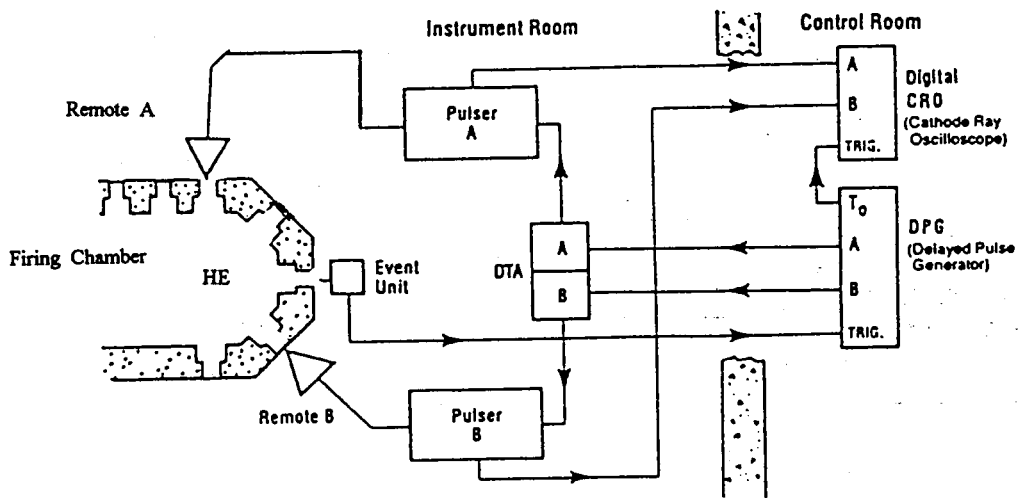 Instrument Room
Control Room
Remote A
Pulser
A
A
B
TRIG.
Digital
CRO
(Cathode Ray
Oscilloscope)
Firing Chamber
HE
Event
Unit
DTA
A
B
T₀
A
B
TRIG.
DPG
(Delayed Pulse
Generator)
Remote B
Pulser
B